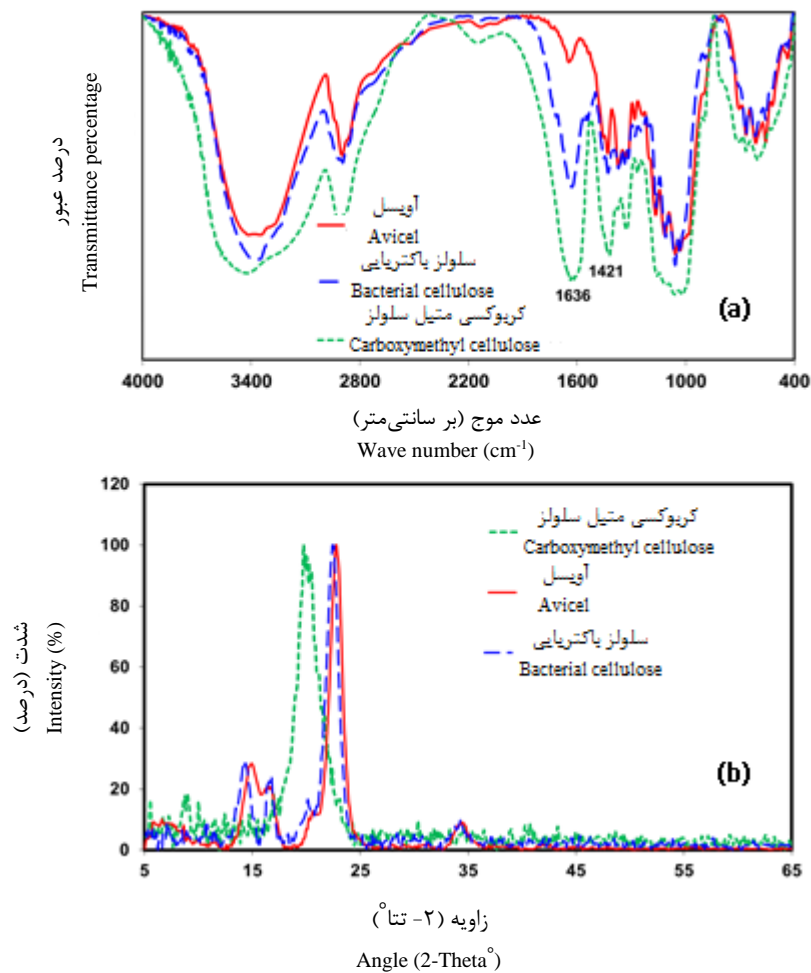 درصد عبور
Transmittance percentage
آویسل
Avicel
سلولز باکتریایی
Bacterial cellulose
کربوکسی متیل سلولز
Carboxymethyl cellulose
1636
1421
(a)
4000 3400 2800 2200 1600 1000 400
عدد موج (بر سانتی‌متر)
Wave number (cm⁻¹)
شدت (درصد)
Intensity (%)
120
100
80
60
40
20
0
کربوکسی متیل سلولز
Carboxymethyl cellulose
آویسل
Avicel
سلولز باکتریایی
Bacterial cellulose
(b)
5 15 25 35 45 55 65
زاویه (۲- تتا°)
Angle (2-Theta°)